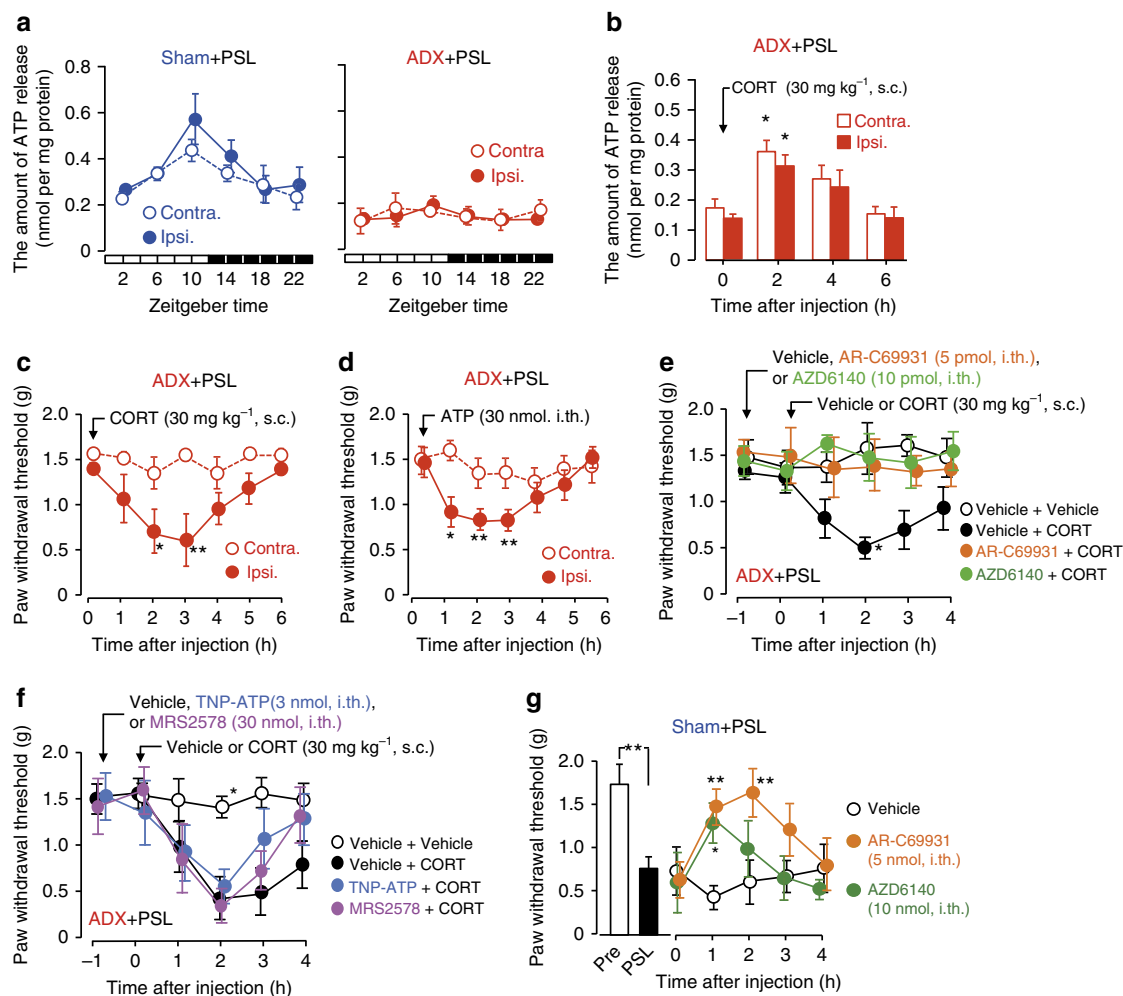 a
Sham+PSL
ADX+PSL
The amount of ATP release
(nmol per mg protein)
0.8
0.6
0.4
0.2
0
Contra.
Ipsi.
Contra
Ipsi.
2 6 10 14 18 22
2 6 10 14 18 22
Zeitgeber time
Zeitgeber time
b
ADX+PSL
The amount of ATP release
(nmol per mg protein)
CORT (30 mg kg⁻¹, s.c.)
0.6
0.5
0.4
0.3
0.2
0.1
0
* *
Contra.
Ipsi.
0 2 4 6
Time after injection (h)
c
ADX+PSL
Paw withdrawal threshold (g)
CORT (30 mg kg⁻¹, s.c.)
2.0
1.5
1.0
0.5
0
* **
Contra.
Ipsi.
0 1 2 3 4 5 6
Time after injection (h)
d
ADX+PSL
Paw withdrawal threshold (g)
ATP (30 nmol. i.th.)
2.0
1.5
1.0
0.5
0
* ** **
Contra.
Ipsi.
0 1 2 3 4 5 6
Time after injection (h)
e
Vehicle, AR-C69931 (5 pmol, i.th.),
or AZD6140 (10 pmol, i.th.)
Vehicle or CORT (30 mg kg⁻¹, s.c.)
Paw withdrawal threshold (g)
2.0
1.5
1.0
0.5
0
*
Vehicle + Vehicle
Vehicle + CORT
AR-C69931 + CORT
AZD6140 + CORT
ADX+PSL
−1 0 1 2 3 4
Time after injection (h)
f
Vehicle, TNP-ATP(3 nmol, i.th.),
or MRS2578 (30 nmol, i.th.)
Vehicle or CORT (30 mg kg⁻¹, s.c.)
Paw withdrawal threshold (g)
2.0
1.5
1.0
0.5
0
*
Vehicle + Vehicle
Vehicle + CORT
TNP-ATP + CORT
MRS2578 + CORT
ADX+PSL
−1 0 1 2 3 4
Time after injection (h)
g
Sham+PSL
Paw withdrawal threshold (g)
2.0
1.5
1.0
0.5
0
**
** **
*
Vehicle
AR-C69931
(5 nmol, i.th.)
AZD6140
(10 nmol, i.th.)
Pre PSL
0 1 2 3 4
Time after injection (h)